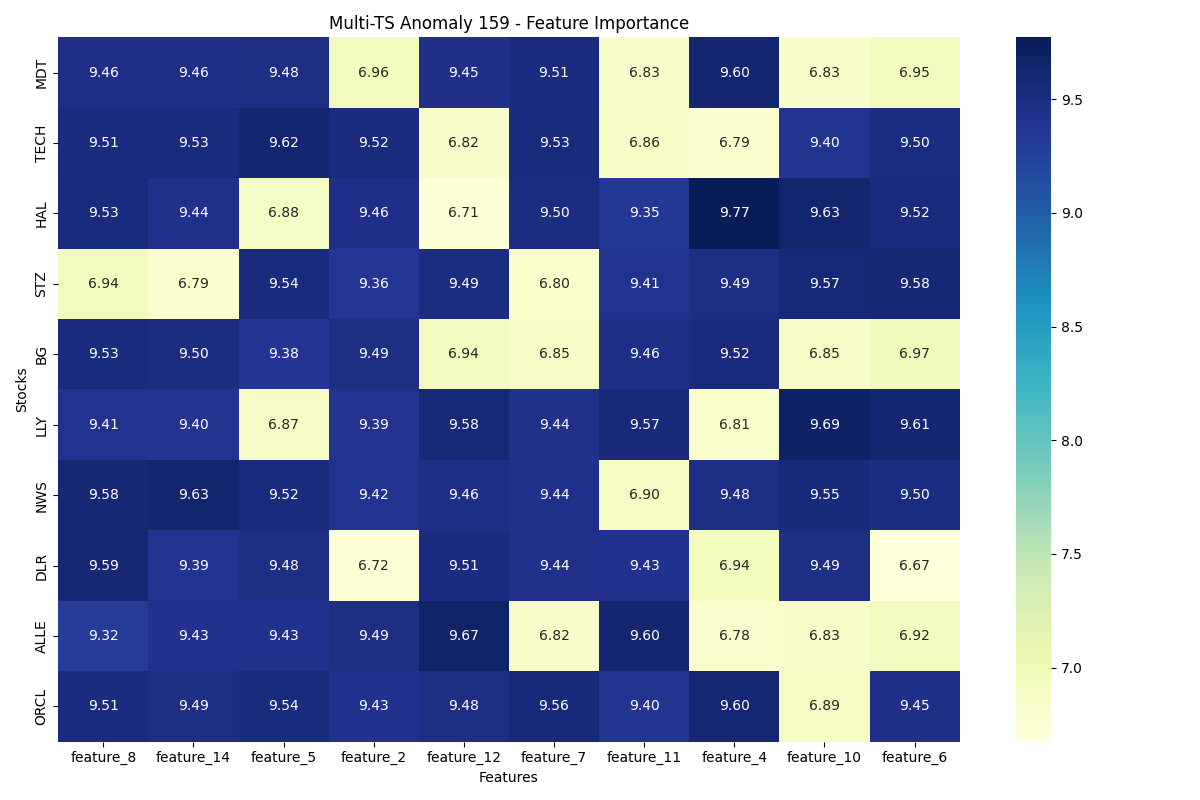 Multi-TS Anomaly 159 - Feature Importance
MDT 9.46 9.46 9.48 6.96 9.45 9.51 6.83 9.60 6.83 6.95
TECH 9.51 9.53 9.62 9.52 6.82 9.53 6.86 6.79 9.40 9.50
HAL 9.53 9.44 6.88 9.46 6.71 9.50 9.35 9.77 9.63 9.52
STZ 6.94 6.79 9.54 9.36 9.49 6.80 9.41 9.49 9.57 9.58
BG 9.53 9.50 9.38 9.49 6.94 6.85 9.46 9.52 6.85 6.97
LLY 9.41 9.40 6.87 9.39 9.58 9.44 9.57 6.81 9.69 9.61
NWS 9.58 9.63 9.52 9.42 9.46 9.44 6.90 9.48 9.55 9.50
DLR 9.59 9.39 9.48 6.72 9.51 9.44 9.43 6.94 9.49 6.67
ALLE 9.32 9.43 9.43 9.49 9.67 6.82 9.60 6.78 6.83 6.92
ORCL 9.51 9.49 9.54 9.43 9.48 9.56 9.40 9.60 6.89 9.45
feature_8 feature_14 feature_5 feature_2 feature_12 feature_7 feature_11 feature_4 feature_10 feature_6
Features
Stocks
9.5
9.0
8.5
8.0
7.5
7.0